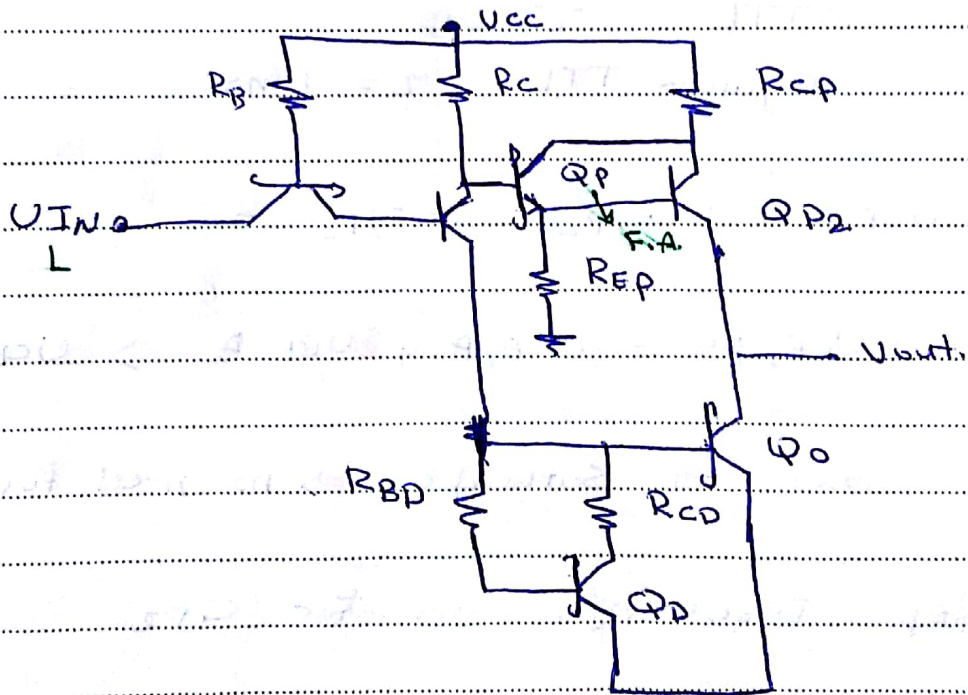 VCC
RB
RC
RCP
QP
VIN
QP2
L
F.A.
REP
Vout.
QO
RBD
RCD
QD